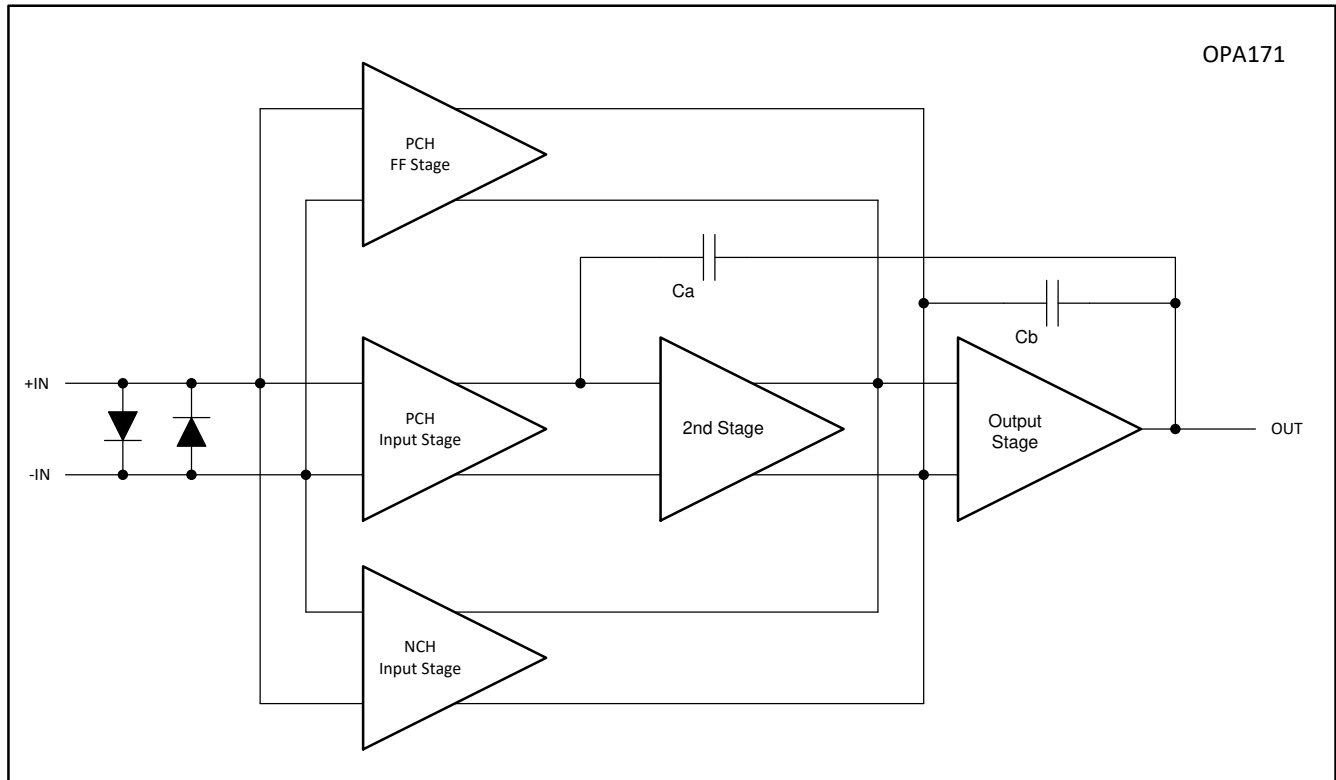 OPA171
PCH
FF Stage
Ca
Cb
+IN
PCH
Input Stage
2nd Stage
Output
Stage
OUT
-IN
NCH
Input Stage